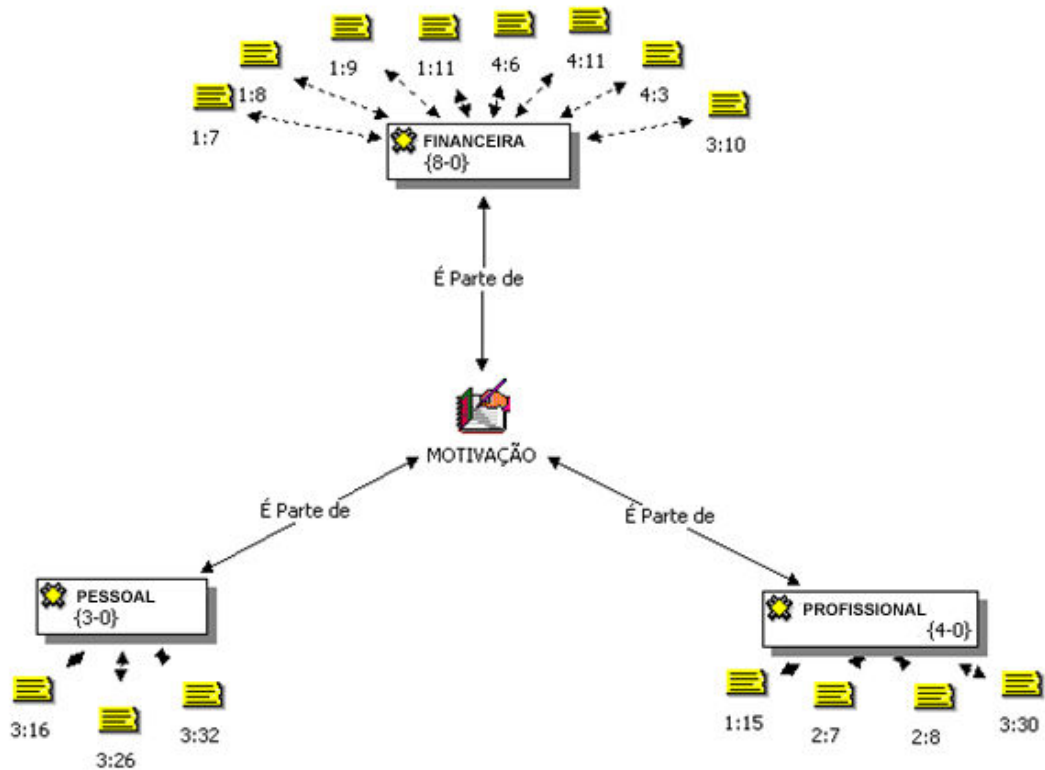 1:7
1:8
1:9
1:11
4:6
4:11
4:3
3:10
FINANCEIRA
{8-0}
É Parte de
MOTIVAÇÃO
É Parte de
É Parte de
PESSOAL
{3-0}
3:16
3:26
3:32
PROFISSIONAL
{4-0}
1:15
2:7
2:8
3:30